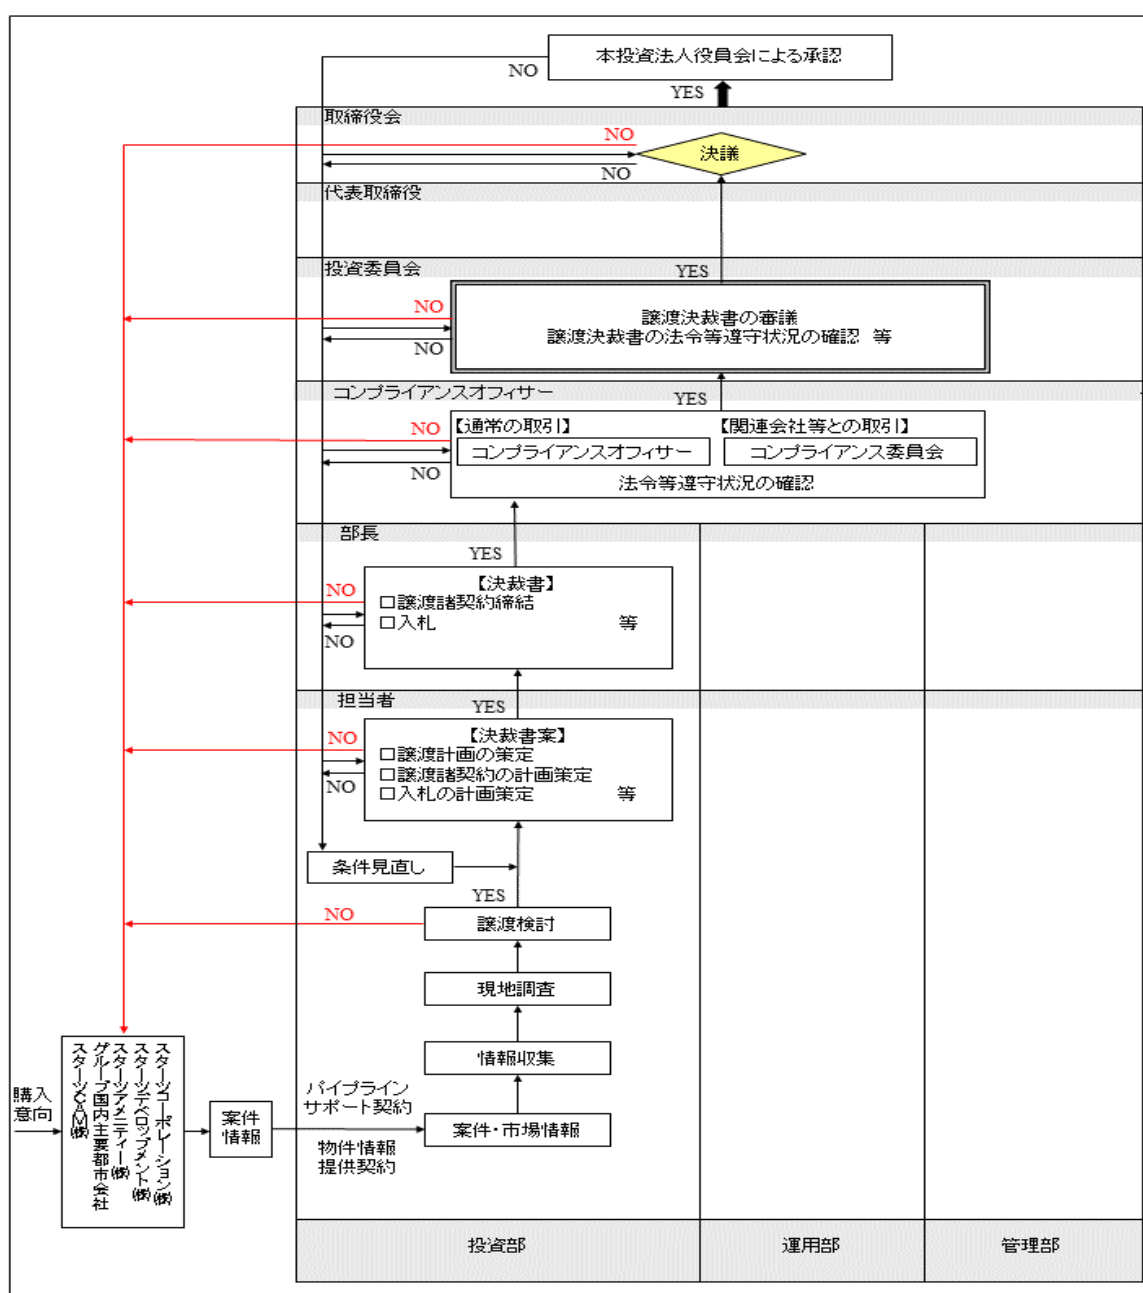 本投資法人役員会による承認
NO
YES
取締役会
NO
決議
NO
代表取締役
投資委員会
YES
NO
譲渡決裁書の審議
譲渡決裁書の法令等遵守状況の確認 等
NO
コンプライアンスオフィサー
YES
NO
【通常の取引】
【関連会社等との取引】
コンプライアンスオフィサー
コンプライアンス委員会
NO
法令等遵守状況の確認
部長
YES
NO
【決裁書】
□譲渡諸契約締結
□入札 等
NO
担当者
YES
NO
【決裁書案】
□譲渡計画の策定
□譲渡諸契約の計画策定
□入札の計画策定 等
NO
条件見直し
YES
NO
譲渡検討
現地調査
情報収集
購入
意向
スターツコーポレーション㈱
スターツデベロップメント㈱
スターツアメニティー㈱
グループ国内主要都市会社
スターツCAM㈱
案件
情報
パイプライン
サポート契約
物件情報
提供契約
案件・市場情報
投資部
運用部
管理部